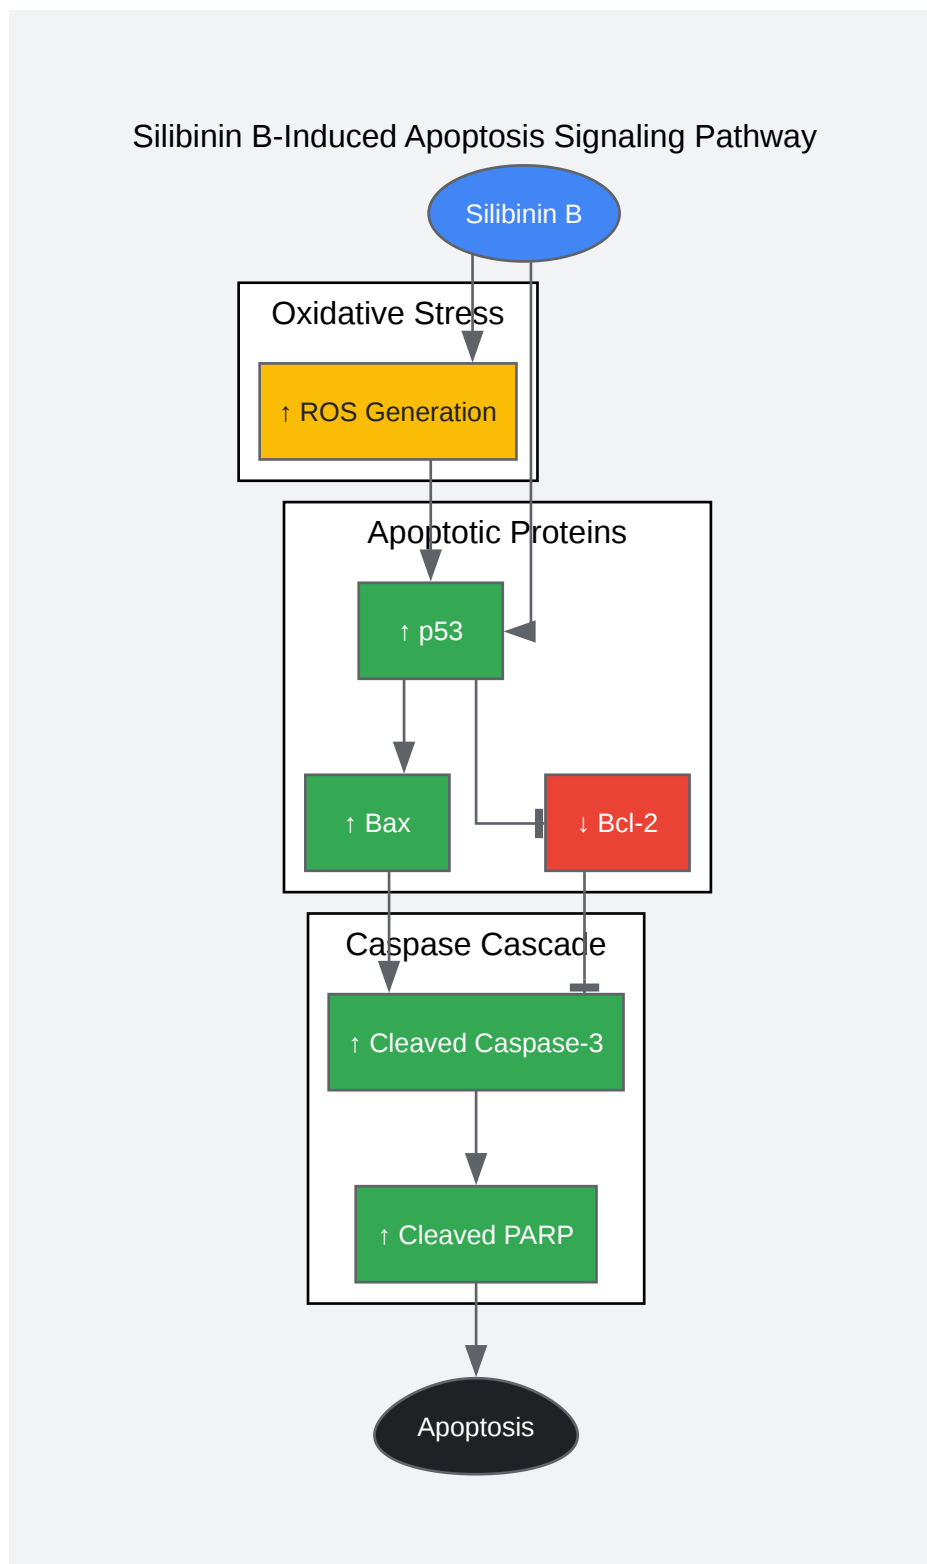 Silibinin B-Induced Apoptosis Signaling Pathway
Silibinin B
Oxidative Stress
↑ ROS Generation
Apoptotic Proteins
↑ p53
↑ Bax
↓ Bcl-2
Caspase Cascade
↑ Cleaved Caspase-3
↑ Cleaved PARP
Apoptosis